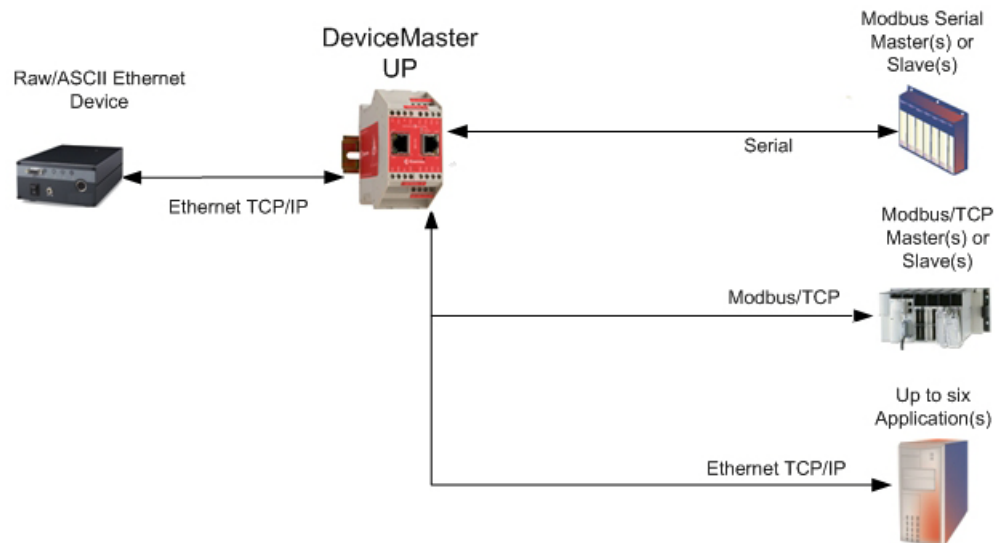 DeviceMaster
UP
Raw/ASCII Ethernet
Device
Ethernet TCP/IP
Modbus Serial
Master(s) or
Slave(s)
Serial
Modbus/TCP
Master(s) or
Slave(s)
Modbus/TCP
Up to six
Application(s)
Ethernet TCP/IP